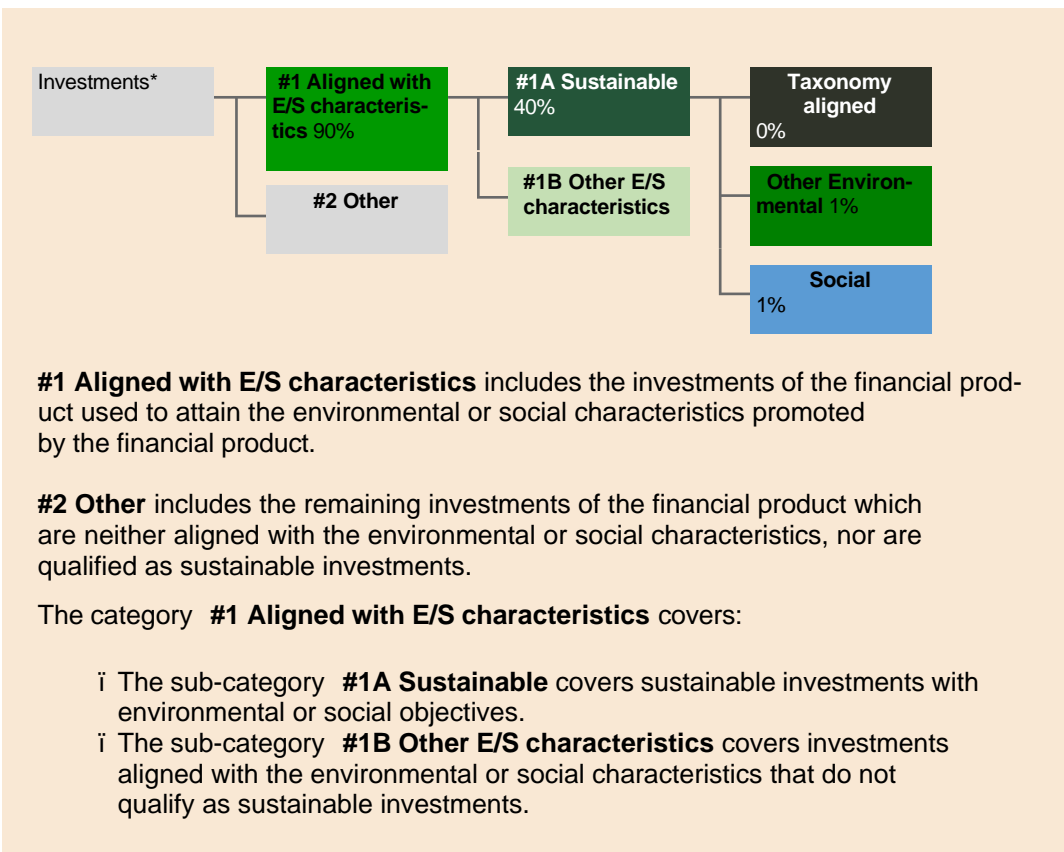 Investments*
#1 Aligned with
E/S characteris-
tics 90%
#2 Other
#1A Sustainable
40%
#1B Other E/S
characteristics
Taxonomy
aligned
0%
Other Environ-
mental 1%
Social
1%
#1 Aligned with E/S characteristics includes the investments of the financial prod-
uct used to attain the environmental or social characteristics promoted
by the financial product.
#2 Other includes the remaining investments of the financial product which
are neither aligned with the environmental or social characteristics, nor are
qualified as sustainable investments.
The category #1 Aligned with E/S characteristics covers:
ï The sub-category #1A Sustainable covers sustainable investments with
environmental or social objectives.
ï The sub-category #1B Other E/S characteristics covers investments
aligned with the environmental or social characteristics that do not
qualify as sustainable investments.